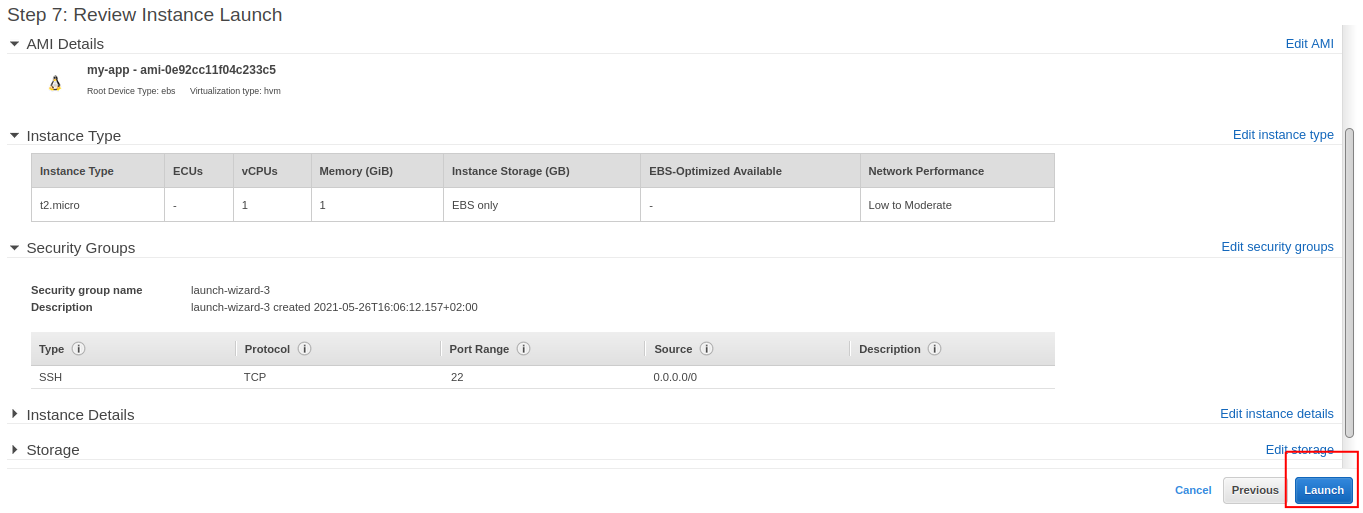 Step 7: Review Instance Launch
AMI Details
Edit AMI
my-app - ami-0e92cc11f04c233c5
Root Device Type: ebs Virtualization type: hvm
Instance Type
Edit instance type
Instance Type ECUs vCPUs Memory (GiB) Instance Storage (GB) EBS-Optimized Available Network Performance
t2.micro - 1 1 EBS only - Low to Moderate
Security Groups
Edit security groups
Security group name launch-wizard-3
Description launch-wizard-3 created 2021-05-26T16:06:12.157+02:00
Type i Protocol i Port Range i Source i Description i
SSH TCP 22 0.0.0.0/0
Instance Details
Edit instance details
Storage
Edit storage
Cancel Previous Launch